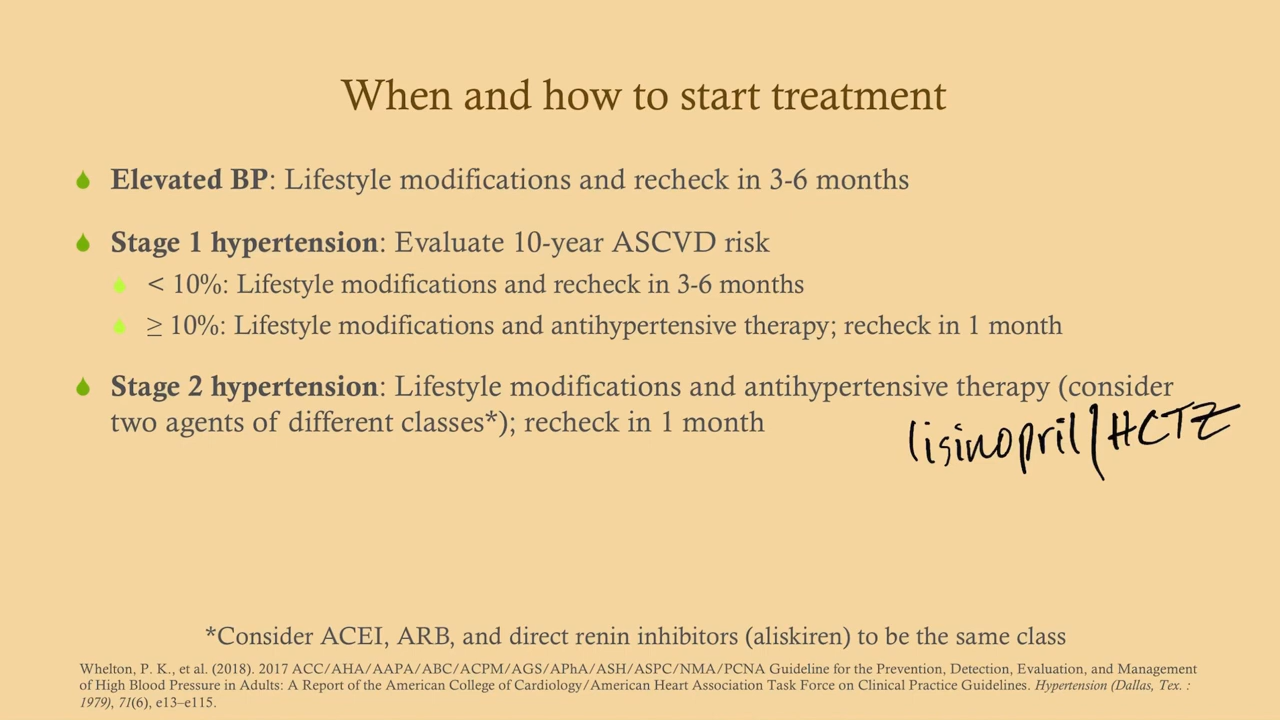 When and how to start treatment
Elevated BP: Lifestyle modifications and recheck in 3-6 months
Stage 1 hypertension: Evaluate 10-year ASCVD risk
< 10%: Lifestyle modifications and recheck in 3-6 months
≥ 10%: Lifestyle modifications and antihypertensive therapy; recheck in 1 month
Stage 2 hypertension: Lifestyle modifications and antihypertensive therapy (consider
two agents of different classes*); recheck in 1 month
lisinopril/HCTZ
*Consider ACEI, ARB, and direct renin inhibitors (aliskiren) to be the same class
Whelton, P. K., et al. (2018). 2017 ACC/AHA/AAPA/ABC/ACPM/AGS/APhA/ASH/ASPC/NMA/PCNA Guideline for the Prevention, Detection, Evaluation, and Management
of High Blood Pressure in Adults: A Report of the American College of Cardiology/American Heart Association Task Force on Clinical Practice Guidelines. Hypertension (Dallas, Tex. :
1979), 71(6), e13–e115.